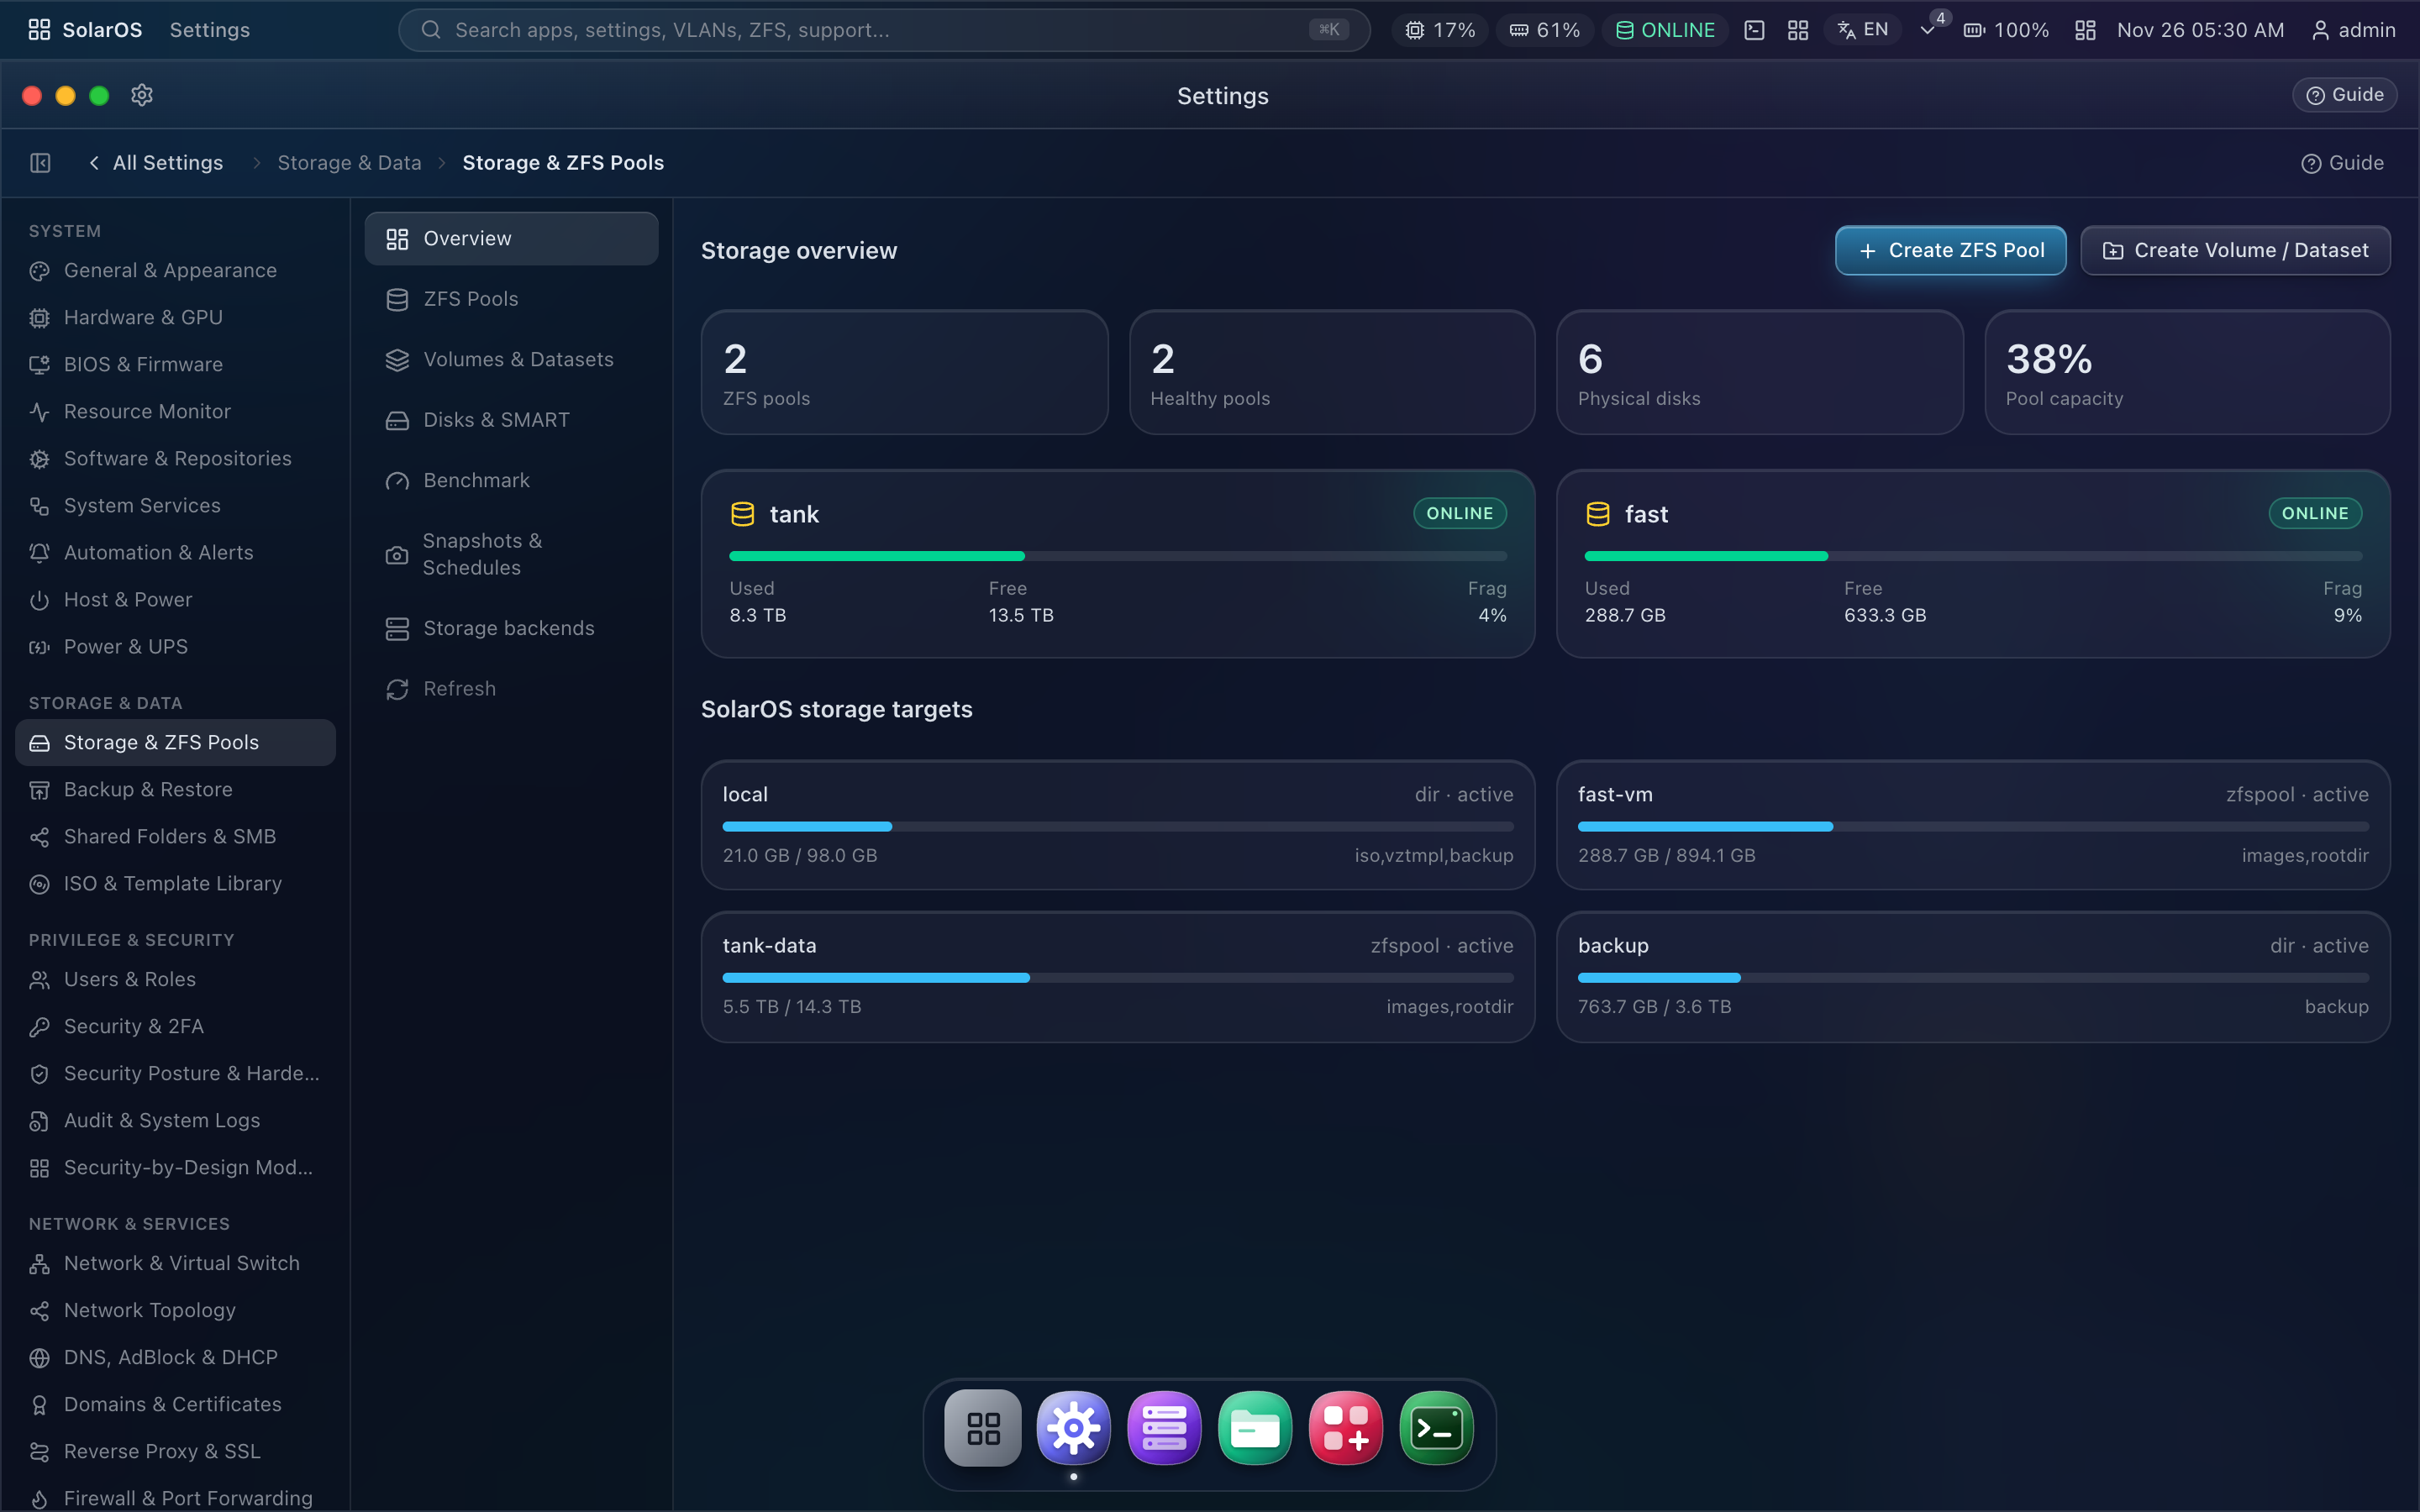 SolarOS Settings Search apps, settings, VLANs, ZFS, support... ⌘K 17% 61% ONLINE EN 4 100% Nov 26 05:30 AM admin
Settings Guide
All Settings Storage & Data Storage & ZFS Pools Guide
SYSTEM
General & Appearance
Hardware & GPU
BIOS & Firmware
Resource Monitor
Software & Repositories
System Services
Automation & Alerts
Host & Power
Power & UPS
STORAGE & DATA
Storage & ZFS Pools
Backup & Restore
Shared Folders & SMB
ISO & Template Library
PRIVILEGE & SECURITY
Users & Roles
Security & 2FA
Security Posture & Harde...
Audit & System Logs
Security-by-Design Mod...
NETWORK & SERVICES
Network & Virtual Switch
Network Topology
DNS, AdBlock & DHCP
Domains & Certificates
Reverse Proxy & SSL
Firewall & Port Forwarding
Overview
ZFS Pools
Volumes & Datasets
Disks & SMART
Benchmark
Snapshots &
Schedules
Storage backends
Refresh
Storage overview Create ZFS Pool Create Volume / Dataset
2
ZFS pools
2
Healthy pools
6
Physical disks
38%
Pool capacity
tank ONLINE
Used Free Frag
8.3 TB 13.5 TB 4%
fast ONLINE
Used Free Frag
288.7 GB 633.3 GB 9%
SolarOS storage targets
local dir · active
21.0 GB / 98.0 GB iso,vztmpl,backup
fast-vm zfspool · active
288.7 GB / 894.1 GB images,rootdir
tank-data zfspool · active
5.5 TB / 14.3 TB images,rootdir
backup dir · active
763.7 GB / 3.6 TB backup